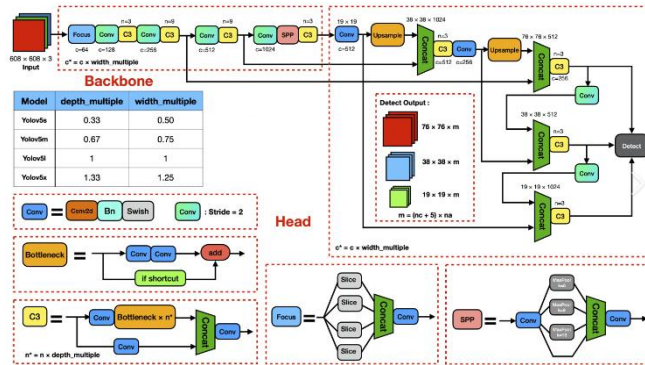 608 × 608 × 3
Input
Focus
Conv
C3
Conv
C3
Conv
C3
Conv
SPP
C3
n=3
n=9
n=9
n=3
c=64
c=128
c=256
c=512
c=1024
c* = c × width_multiple
Backbone
19 × 19
Conv
c=512
Upsample
38 × 38 × 1024
Concat
n=3
C3
c=512
Conv
c=256
Upsample
76 × 76 × 512
Concat
n=3
C3
c=256
Conv
38 × 38 × 512
Concat
n=3
C3
Conv
19 × 19 × 1024
Concat
n=3
C3
Detect
c* = c × width_multiple
Detect Output :
76 × 76 × m
38 × 38 × m
19 × 19 × m
m = (nc + 5) × na
Model depth_multiple width_multiple
Yolov5s 0.33 0.50
Yolov5m 0.67 0.75
Yolov5l 1 1
Yolov5x 1.33 1.25
Conv = Conv2d Bn Swish Conv : Stride = 2
Head
Bottleneck = Conv Conv add
if shortcut
C3 = Conv Bottleneck × n* Concat Conv
Conv
n* = n × depth_multiple
Focus = Slice Slice Slice Slice Concat Conv
SPP = Conv Concat Conv